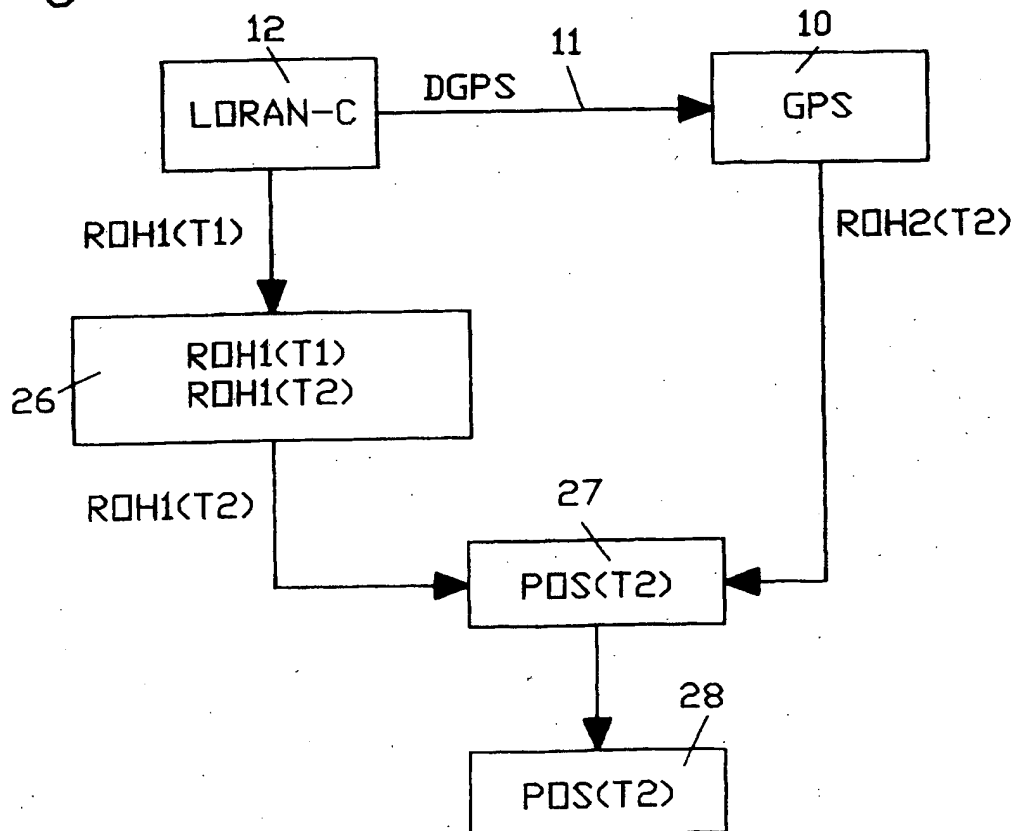 12
11
10
LORAN-C
DGPS
GPS
ROH1(T1)
ROH2(T2)
ROH1(T1)
ROH1(T2)
26
ROH1(T2)
27
POS(T2)
28
POS(T2)